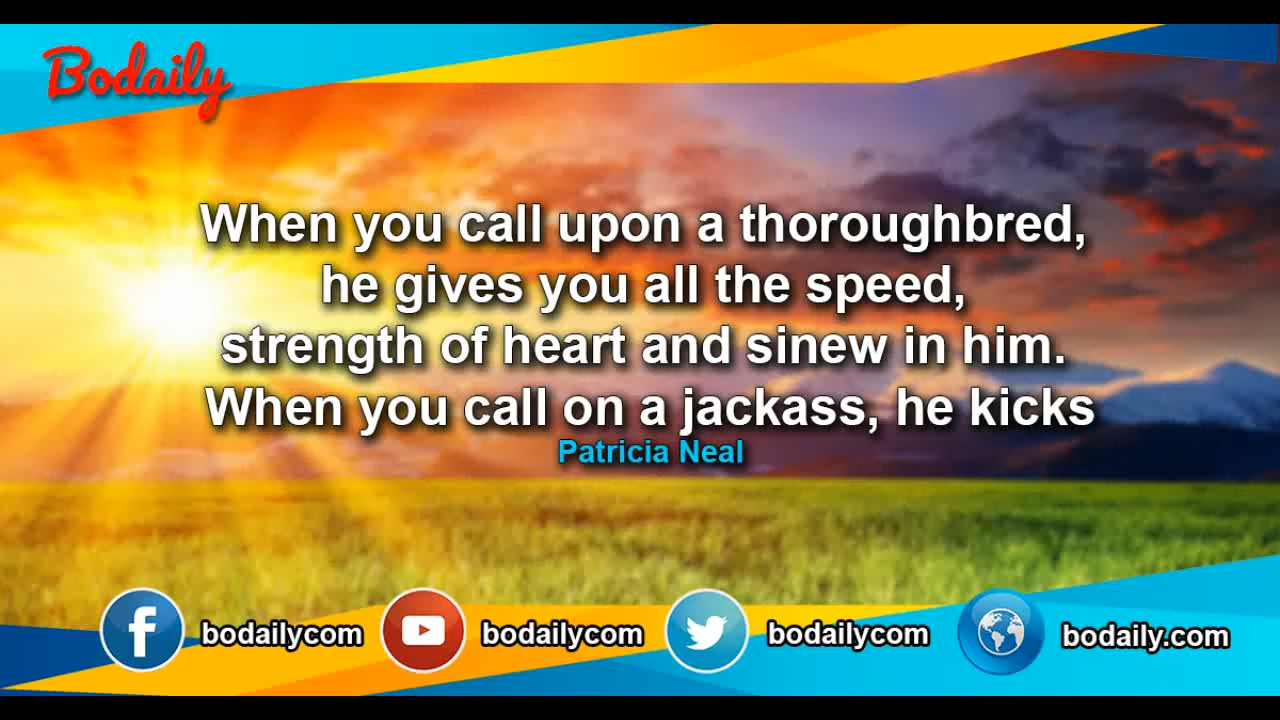 Bodaily
When you call upon a thoroughbred,
he gives you all the speed,
strength of heart and sinew in him.
When you call on a jackass, he kicks
Patricia Neal
bodailycom bodailycom bodailycom bodaily.com